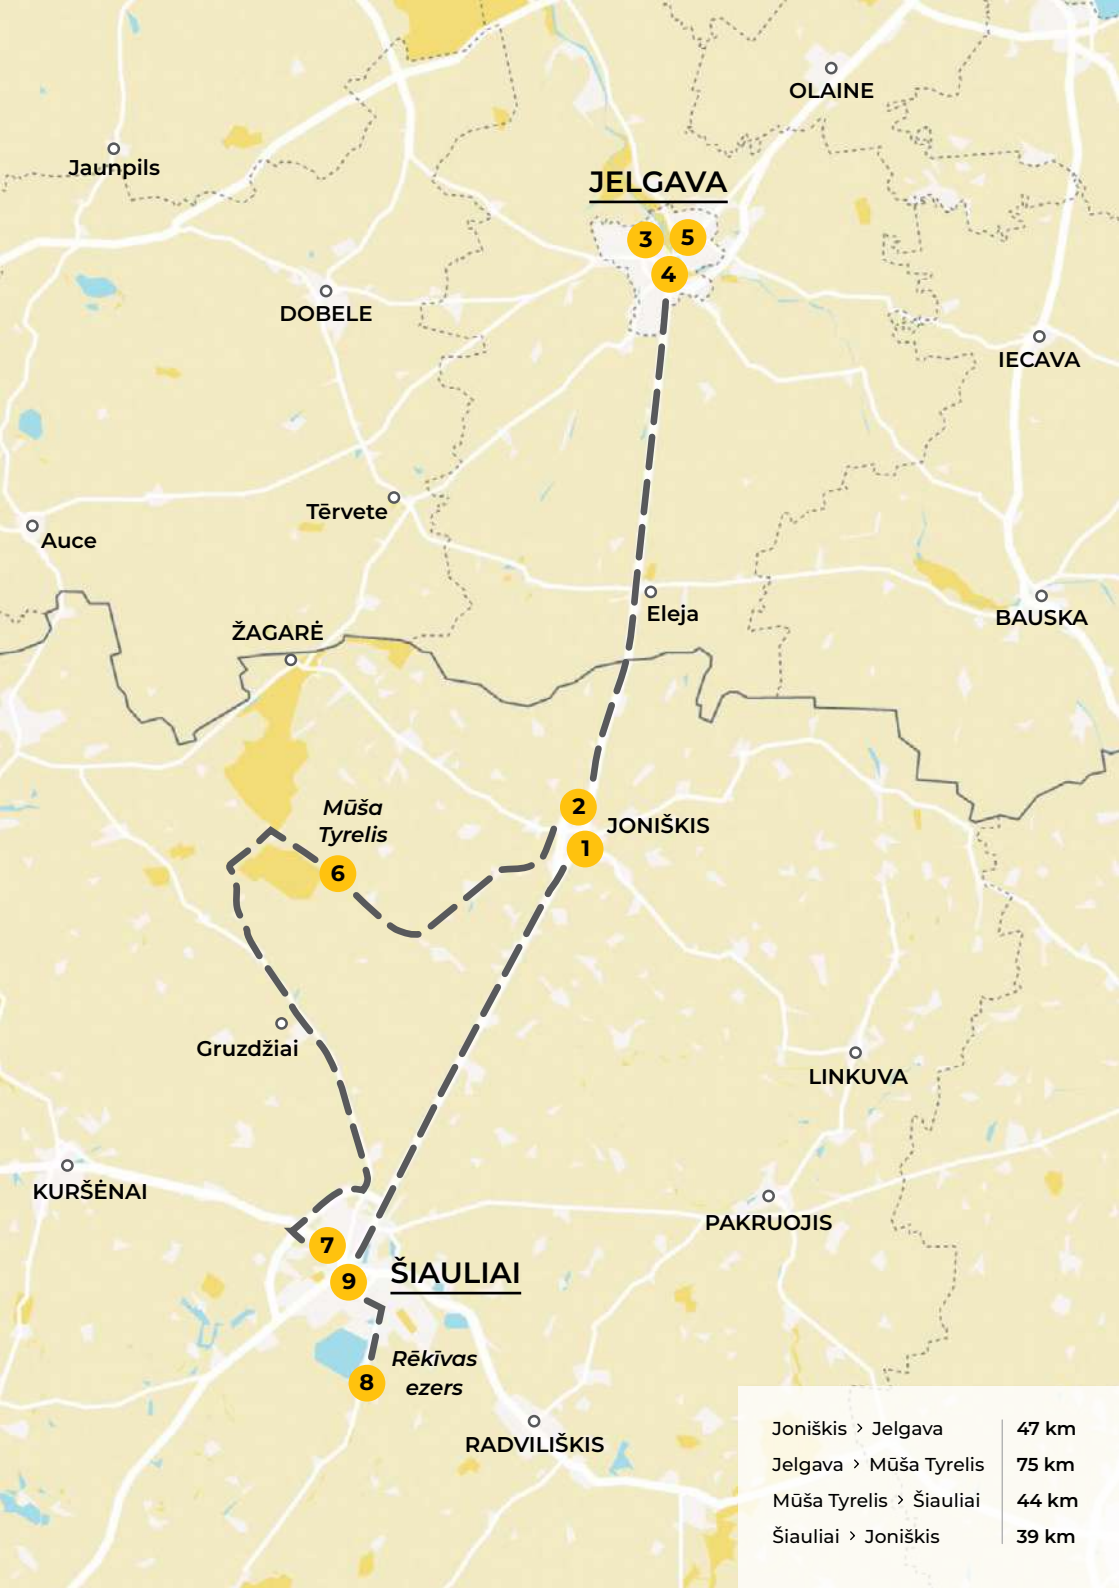 OLAINE
Jaunpils
JELGAVA
3
5
4
DOBELE
IECAVA
Tērvete
Auce
Eleja
BAUSKA
ŽAGARĖ
Mūša
Tyrelis
2
JONIŠKIS
1
6
Gruzdžiai
LINKUVA
KURŠĖNAI
PAKRUOJIS
7
9
ŠIAULIAI
Rēkīvas
ezers
8
RADVILIŠKIS
Joniškis › Jelgava 47 km
Jelgava › Mūša Tyrelis 75 km
Mūša Tyrelis › Šiauliai 44 km
Šiauliai › Joniškis 39 km